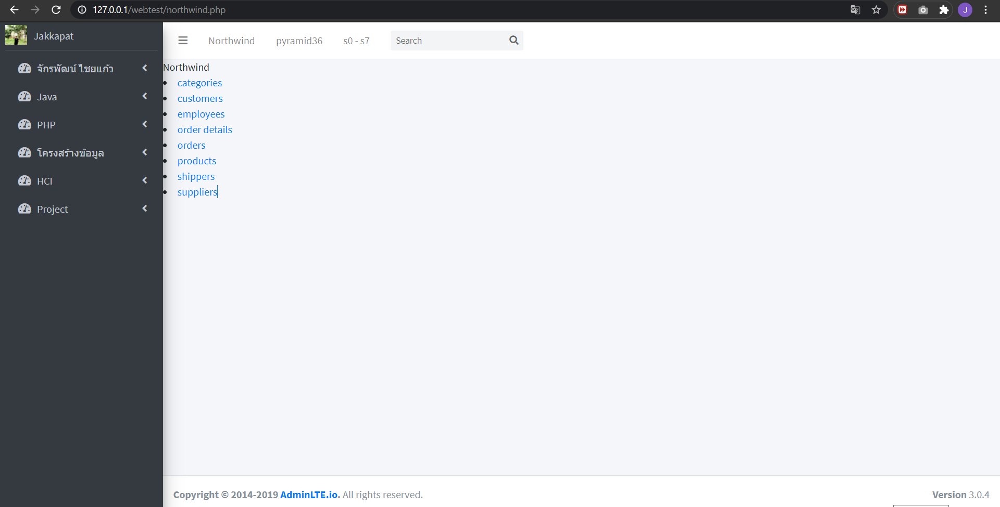 127.0.0.1/webtest/northwind.php
J
Jakkapat
จักรพัฒน์ ไชยแก้ว
Java
PHP
โครงสร้างข้อมูล
HCI
Project
Northwind pyramid36 s0 - s7 Search
Northwind
categories
customers
employees
order details
orders
products
shippers
suppliers
Copyright © 2014-2019 AdminLTE.io. All rights reserved.
Version 3.0.4